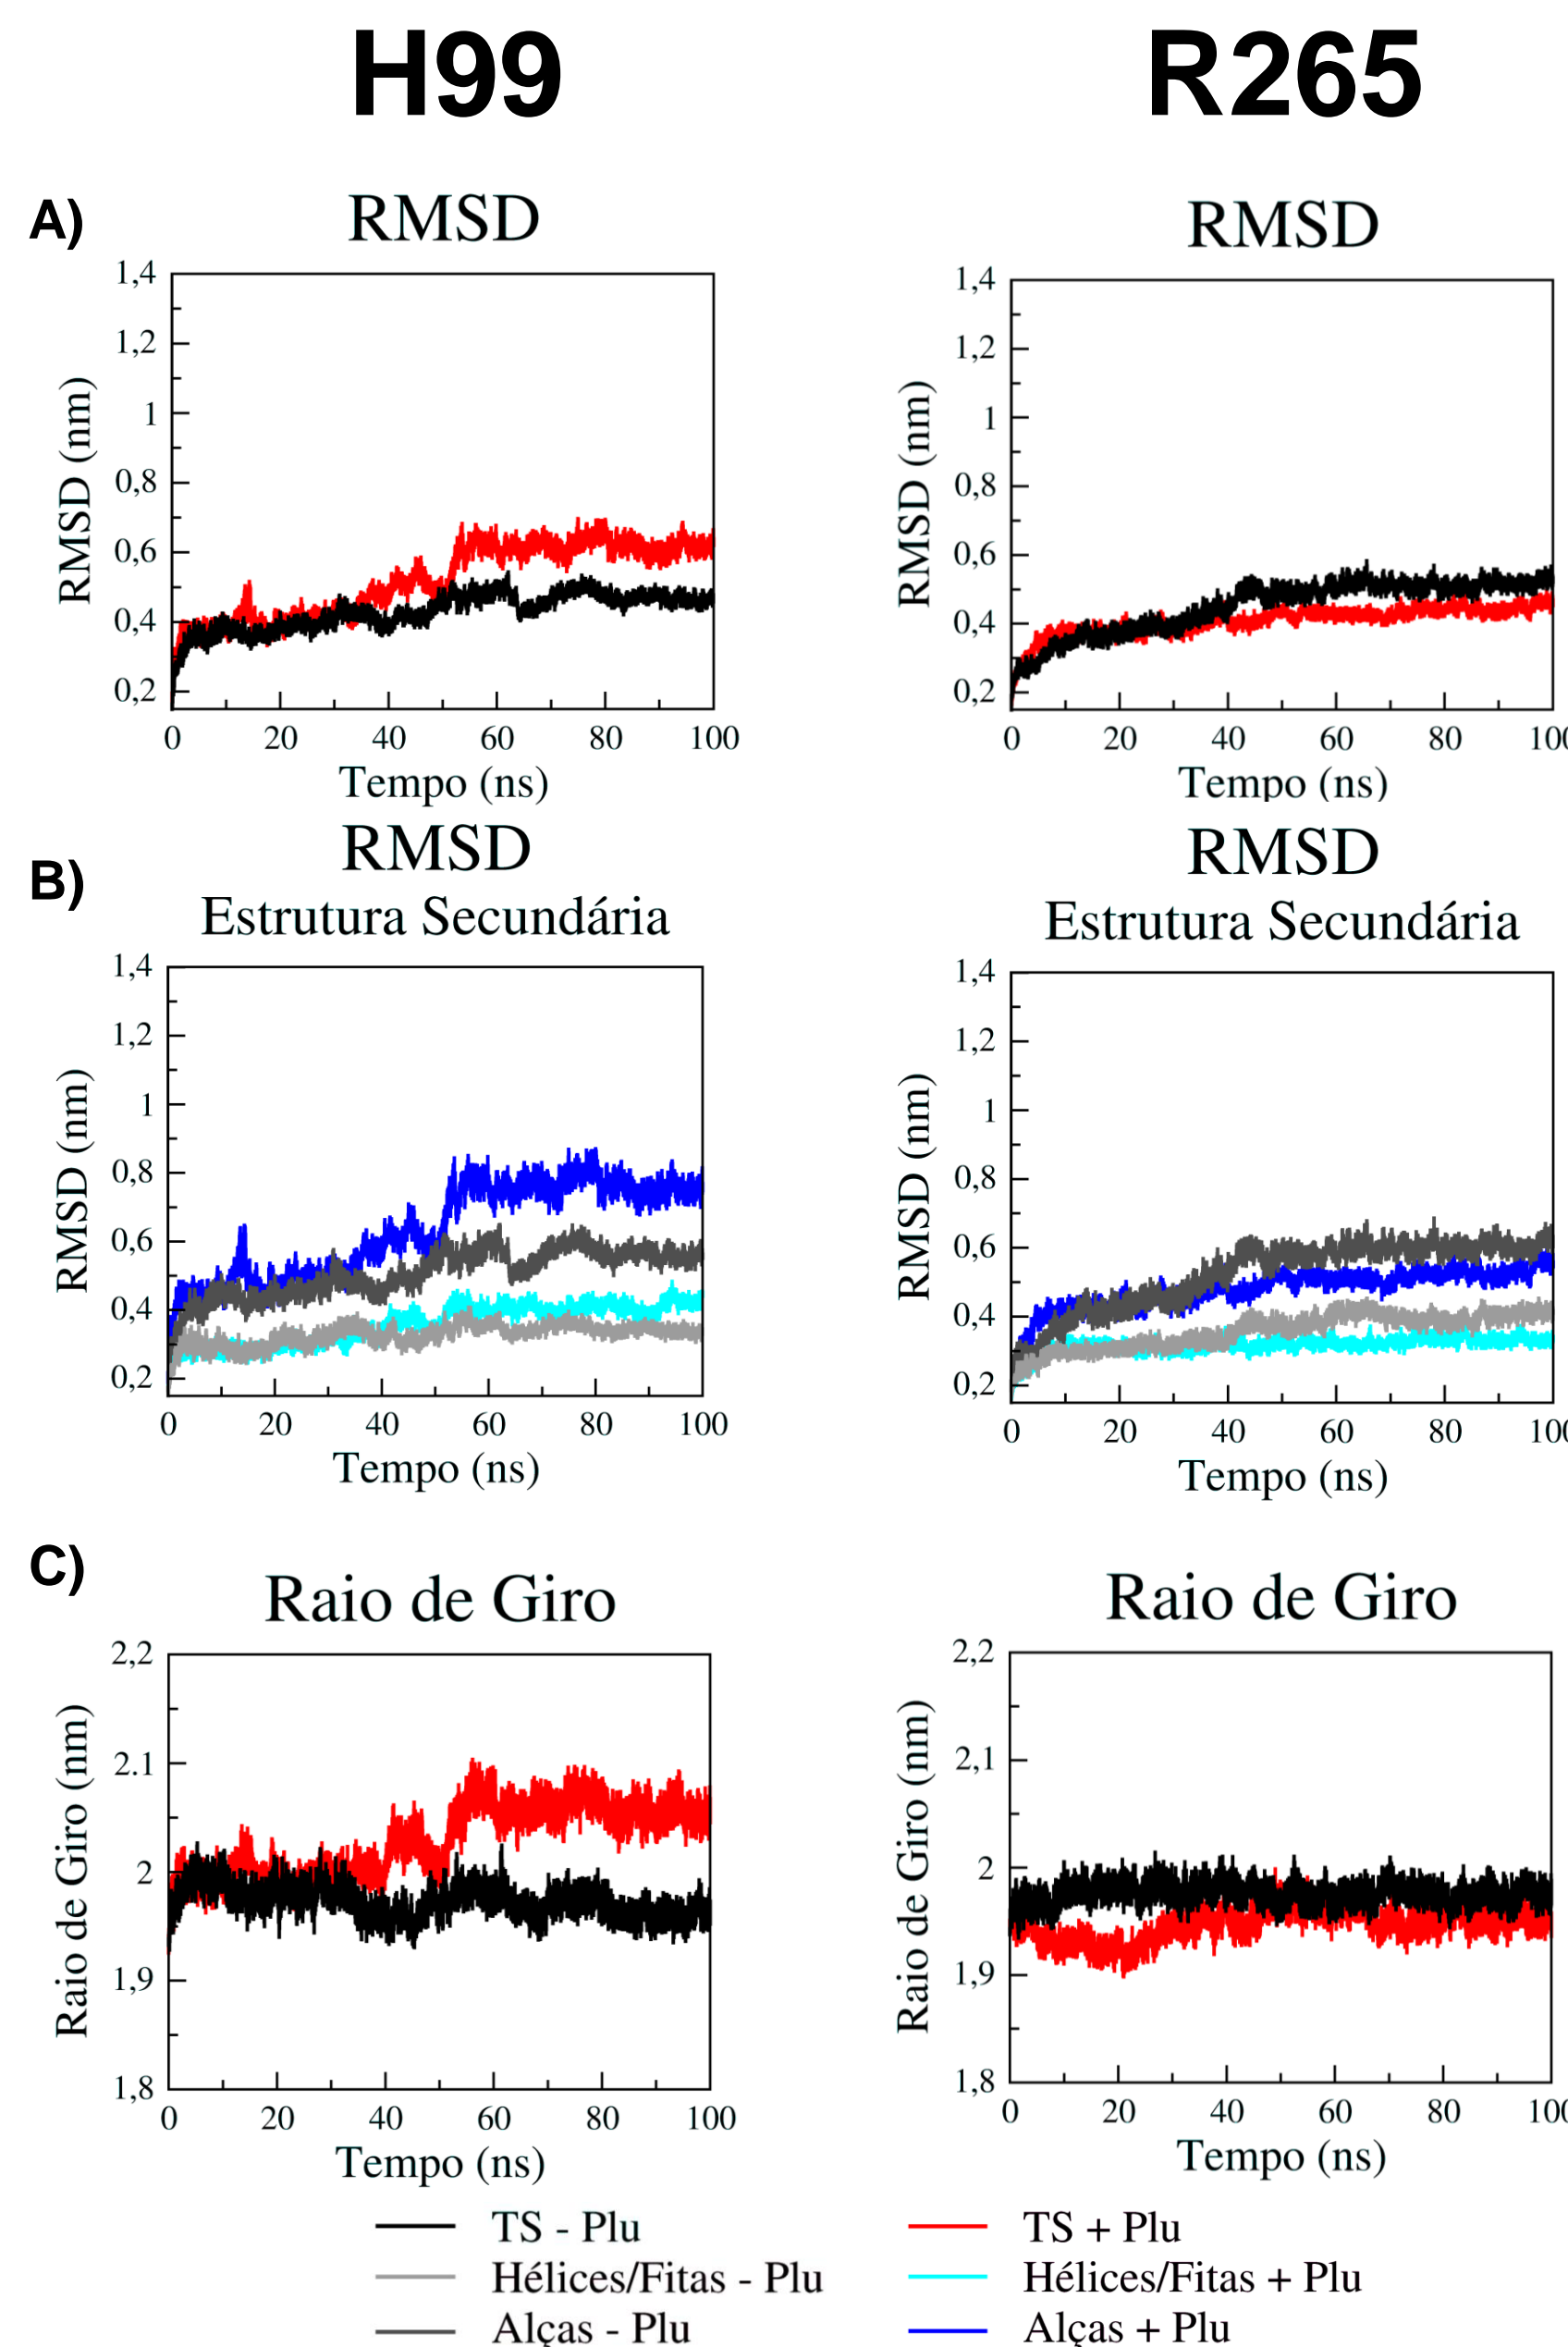 H99
R265
A)
RMSD
RMSD (nm)
1,4
1,2
1
0,8
0,6
0,4
0,2
0 20 40 60 80 100
Tempo (ns)
RMSD
RMSD (nm)
1,4
1,2
1
0,8
0,6
0,4
0,2
0 20 40 60 80 100
Tempo (ns)
B)
RMSD
Estrutura Secundária
RMSD (nm)
1,4
1,2
1
0,8
0,6
0,4
0,2
0 20 40 60 80 100
Tempo (ns)
RMSD
Estrutura Secundária
RMSD (nm)
1,4
1,2
1
0,8
0,6
0,4
0,2
0 20 40 60 80 100
Tempo (ns)
C)
Raio de Giro
Raio de Giro (nm)
2,2
2.1
2
1,9
1,8
0 20 40 60 80 100
Tempo (ns)
Raio de Giro
Raio de Giro (nm)
2,2
2,1
2
1,9
1,8
0 20 40 60 80 100
Tempo (ns)
TS - Plu
TS + Plu
Hélices/Fitas - Plu
Hélices/Fitas + Plu
Alças - Plu
Alças + Plu